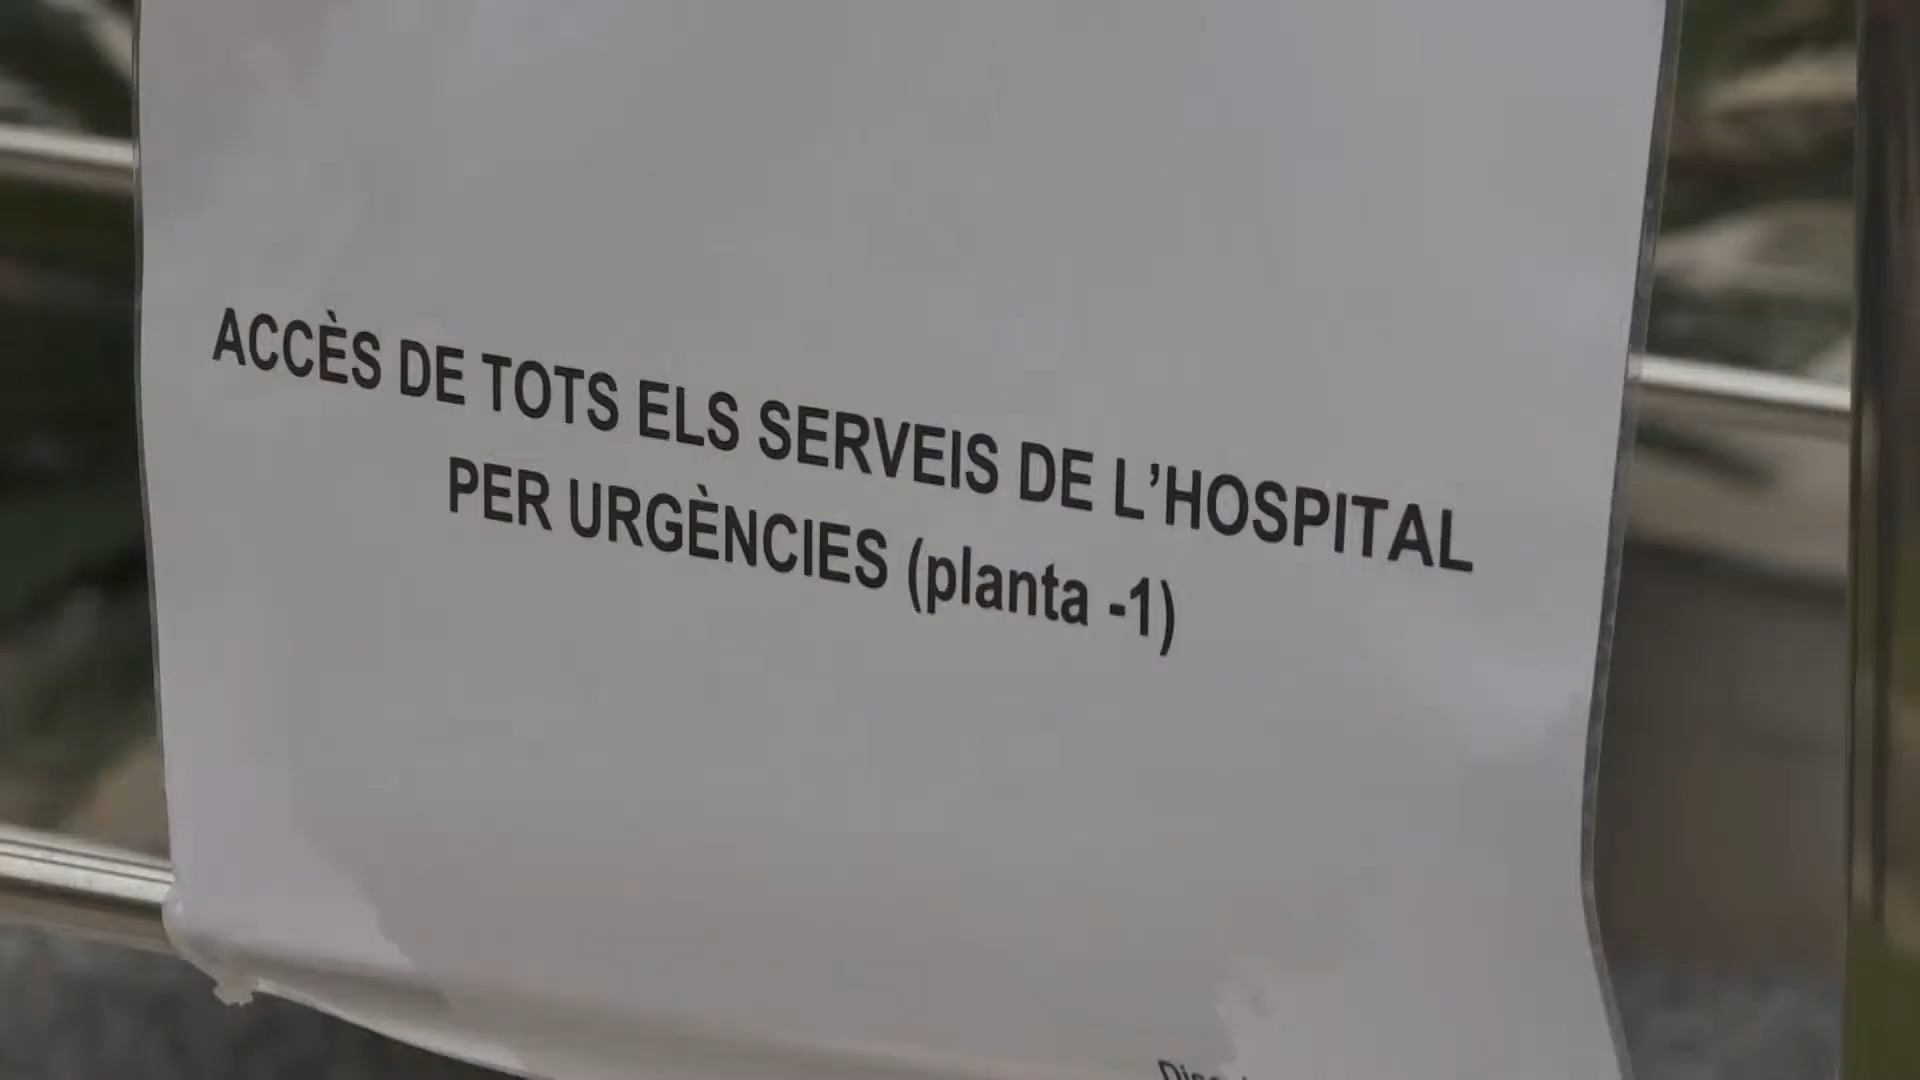 ACCÈS DE TOTS ELS SERVEIS DE L'HOSPITAL
PER URGÈNCIES (planta -1)